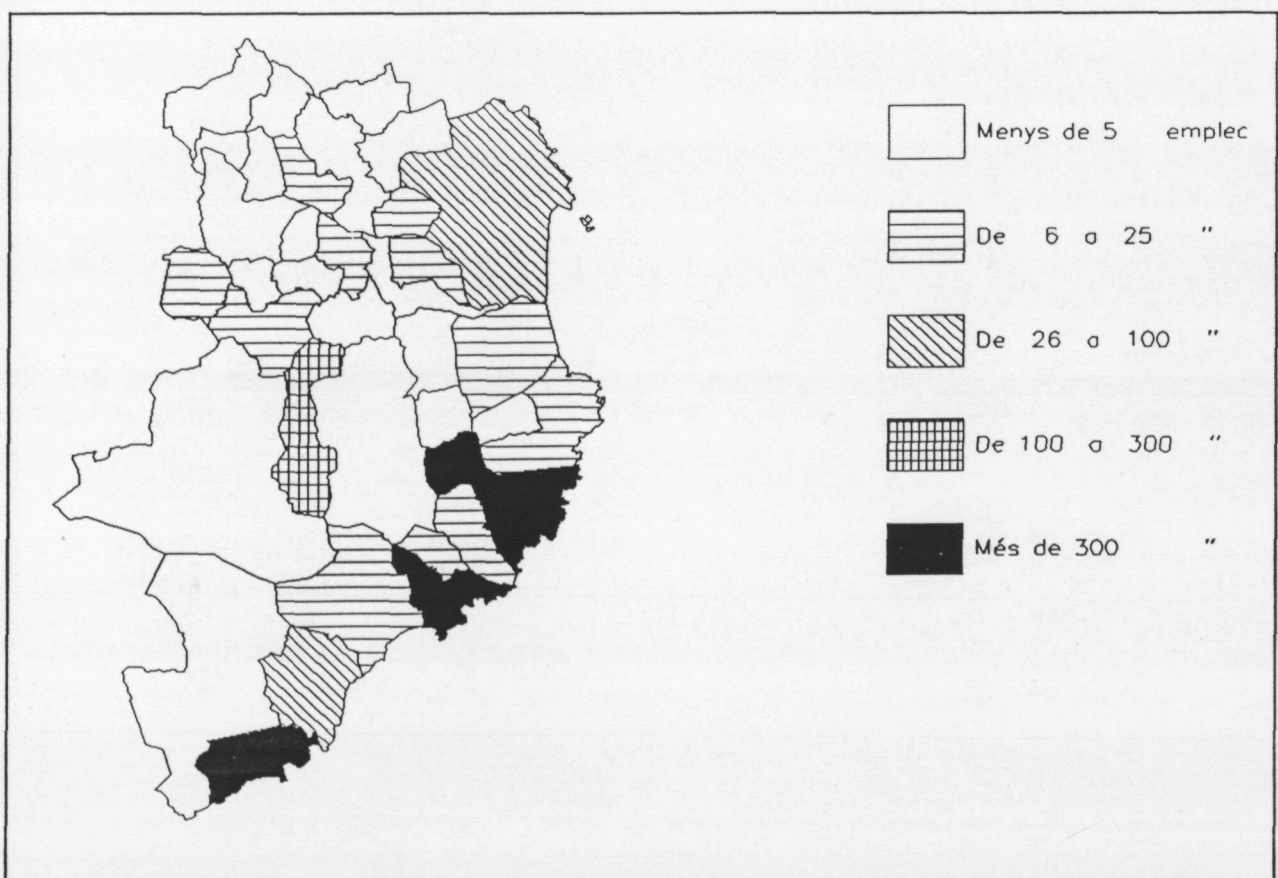 Menys de 5 emplec
De 6 a 25 "
De 26 a 100 "
De 100 a 300 "
Més de 300 "